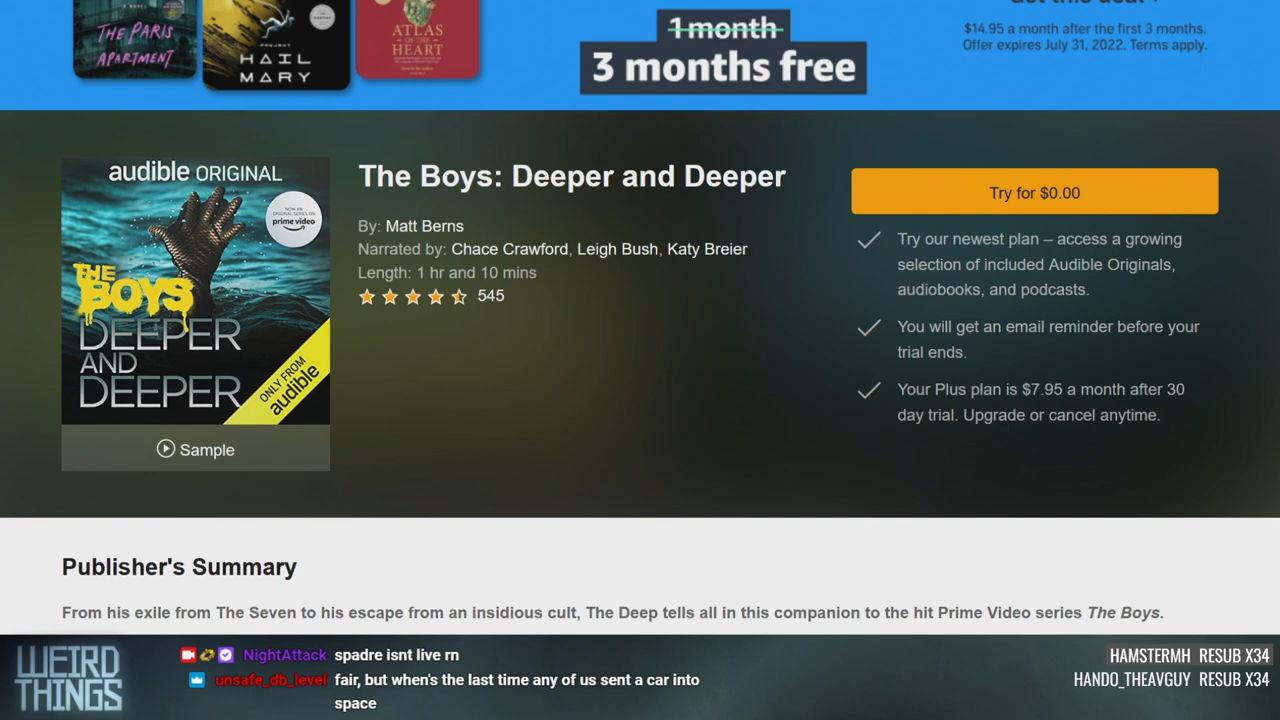 THE PARIS
APARTMENT
PROJECT
HAIL
MARY
ATLAS
OF THE
HEART
1 month
3 months free
Get this deal
$14.95 a month after the first 3 months.
Offer expires July 31, 2022. Terms apply.
audible ORIGINAL
NOW AN
ORIGINAL SERIES ON
prime video
THE
BOYS
DEEPER
AND
DEEPER
ONLY FROM
audible
Sample
The Boys: Deeper and Deeper
By: Matt Berns
Narrated by: Chace Crawford, Leigh Bush, Katy Breier
Length: 1 hr and 10 mins
545
Try for $0.00
Try our newest plan – access a growing
selection of included Audible Originals,
audiobooks, and podcasts.
You will get an email reminder before your
trial ends.
Your Plus plan is $7.95 a month after 30
day trial. Upgrade or cancel anytime.
Publisher's Summary
From his exile from The Seven to his escape from an insidious cult, The Deep tells all in this companion to the hit Prime Video series The Boys.
WEIRD
THINGS
NightAttack spadre isnt live rn
unsafe_db_level fair, but when's the last time any of us sent a car into
space
HAMSTERMH RESUB X34
HANDO_THEAVGUY RESUB X34